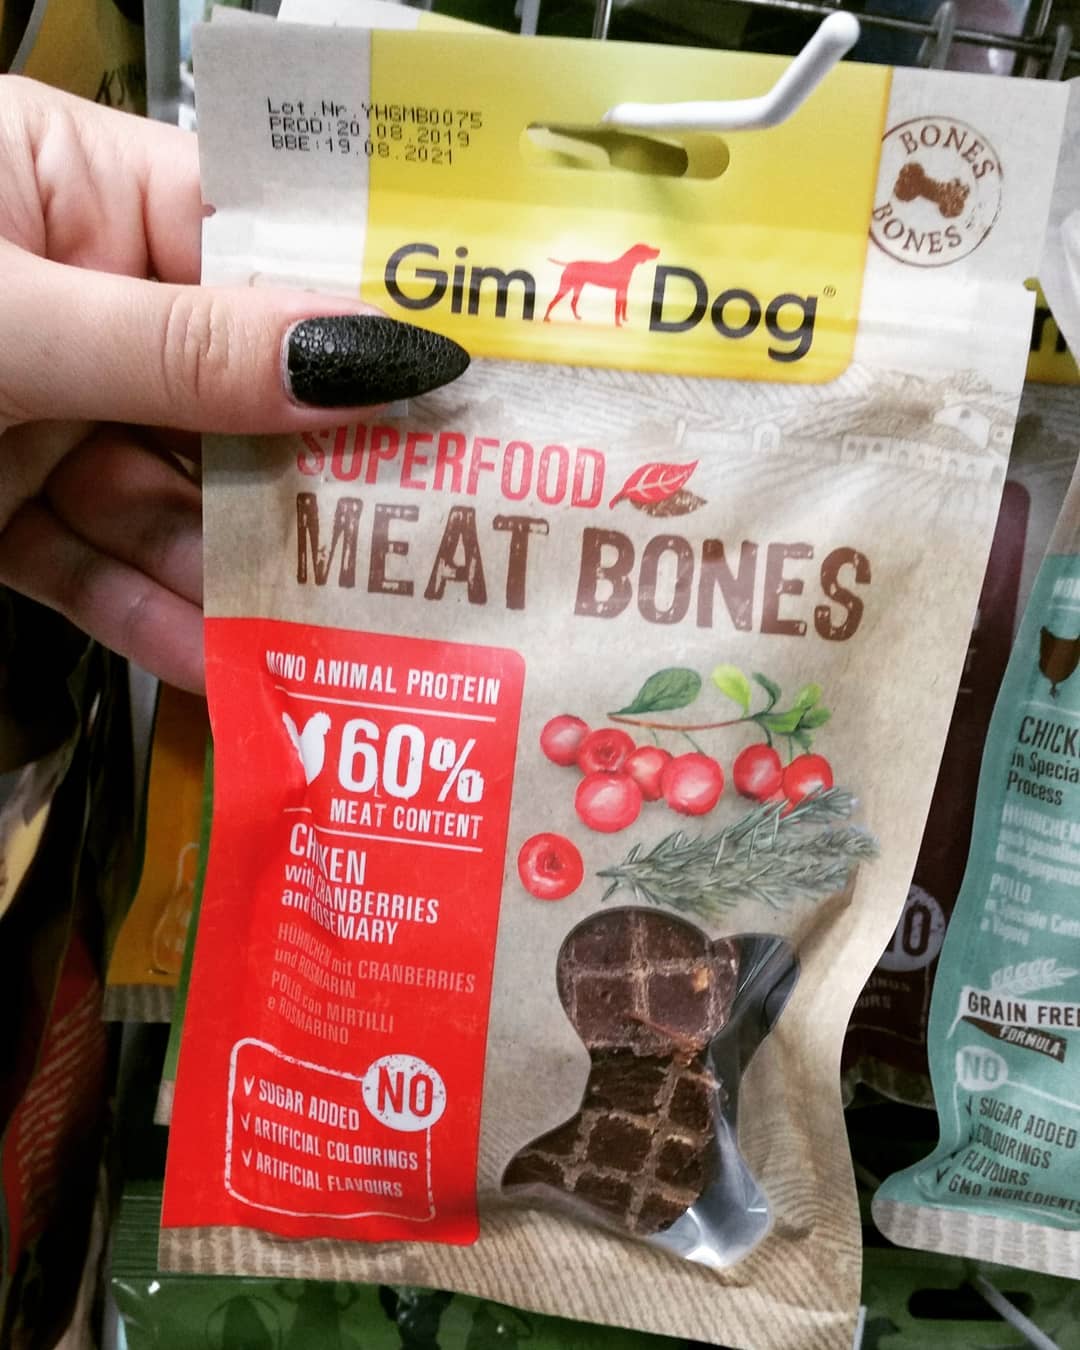 Lot.Nr.YHGMB0075
PROD:20.08.2019
BBE:19.08.2021
BONES
BONES
Gim Dog®
SUPERFOOD
MEAT BONES
MONO ANIMAL PROTEIN
60%
MEAT CONTENT
CHICKEN
with CRANBERRIES
and ROSEMARY
HÜHNCHEN mit CRANBERRIES
und ROSMARIN
POLLO con MIRTILLI
e ROSMARINO
NO
SUGAR ADDED
ARTIFICIAL COLOURINGS
ARTIFICIAL FLAVOURS
in Specia
Process
POLLO
GRAIN FREE
FORMULA
NO
SUGAR ADDED
COLOURINGS
FLAVOURS
GMO INGREDIENTS